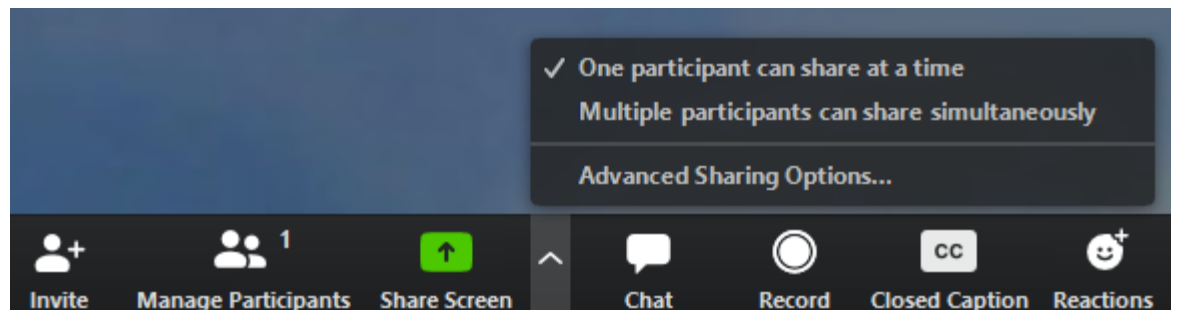 One participant can share at a time
Multiple participants can share simultaneously
Advanced Sharing Options...
1
Invite
Manage Participants
Share Screen
Chat
Record
CC
Closed Caption
Reactions